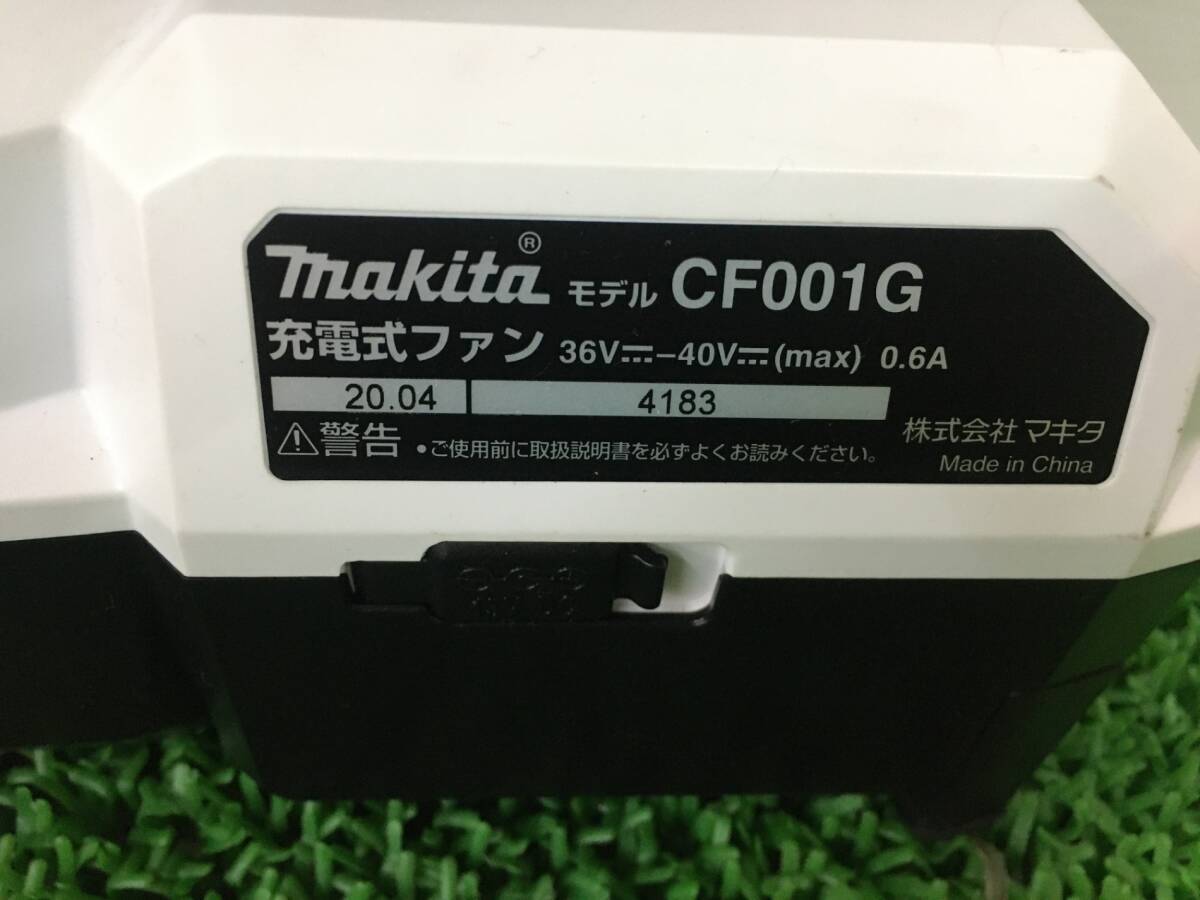 makita® モデル CF001G
充電式ファン 36V⎓–40V⎓(max) 0.6A
20.04 4183
⚠警告 •ご使用前に取扱説明書を必ずよくお読みください。
株式会社 マキタ
Made in China